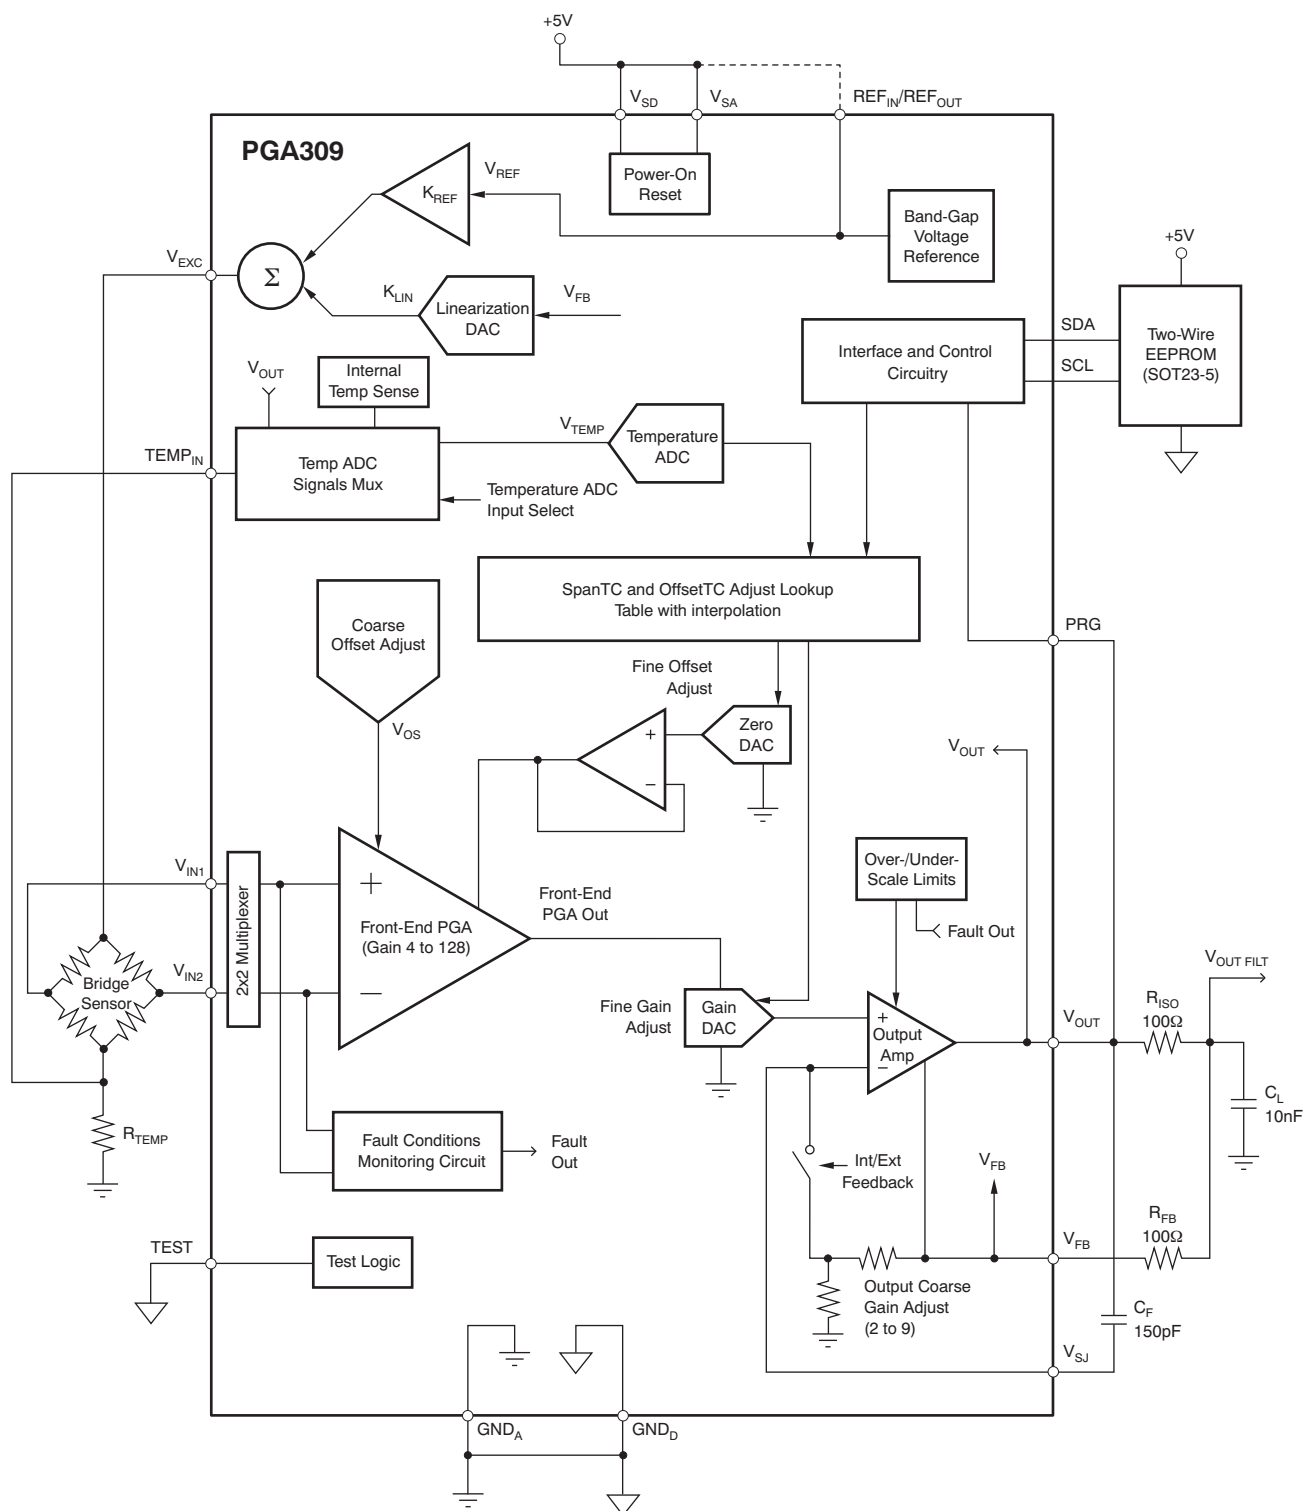 +5V
V_SD
V_SA
REF_IN/REF_OUT
PGA309
V_REF
K_REF
Power-On
Reset
Band-Gap
Voltage
Reference
+5V
V_EXC
Σ
K_LIN
Linearization
DAC
V_FB
Interface and Control
Circuitry
SDA
SCL
Two-Wire
EEPROM
(SOT23-5)
V_OUT
Internal
Temp Sense
V_TEMP
Temperature
ADC
TEMP_IN
Temp ADC
Signals Mux
Temperature ADC
Input Select
SpanTC and OffsetTC Adjust Lookup
Table with interpolation
Coarse
Offset Adjust
PRG
Fine Offset
Adjust
V_OS
+
−
Zero
DAC
V_OUT
V_IN1
2x2 Multiplexer
+
Front-End PGA
(Gain 4 to 128)
−
Front-End
PGA Out
Over-/Under-
Scale Limits
Fault Out
V_IN2
Bridge
Sensor
Fine Gain
Adjust
Gain
DAC
+
Output
Amp
−
V_OUT
R_ISO
100Ω
V_OUT FILT
C_L
10nF
R_TEMP
Fault Conditions
Monitoring Circuit
Fault
Out
Int/Ext
Feedback
V_FB
V_FB
R_FB
100Ω
TEST
Test Logic
Output Coarse
Gain Adjust
(2 to 9)
C_F
150pF
V_SJ
GND_A
GND_D